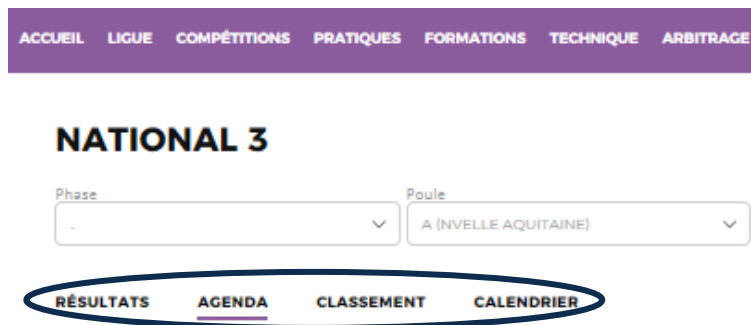 ACCUEIL LIGUE COMPÉTITIONS PRATIQUES FORMATIONS TECHNIQUE ARBITRAGE
NATIONAL 3
Phase Poule
- A (NVELLE AQUITAINE)
RÉSULTATS AGENDA CLASSEMENT CALENDRIER